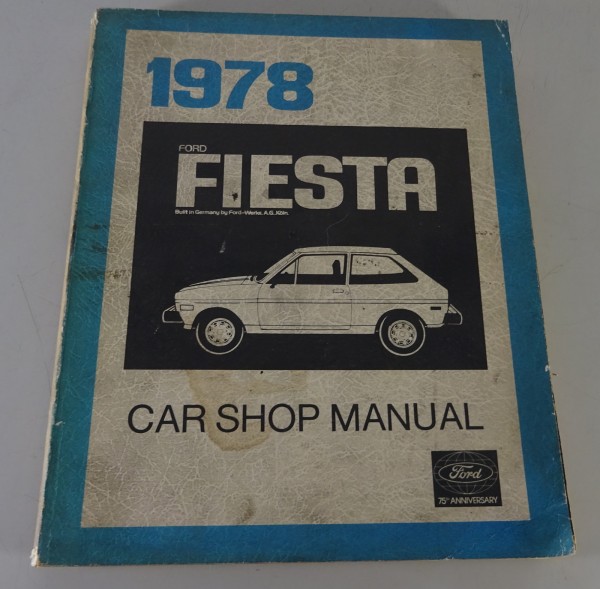 1978
FORD
FIESTA
Built in Germany by Ford-Werke, A.G., Köln.
CAR SHOP MANUAL
Ford
75th ANNIVERSARY